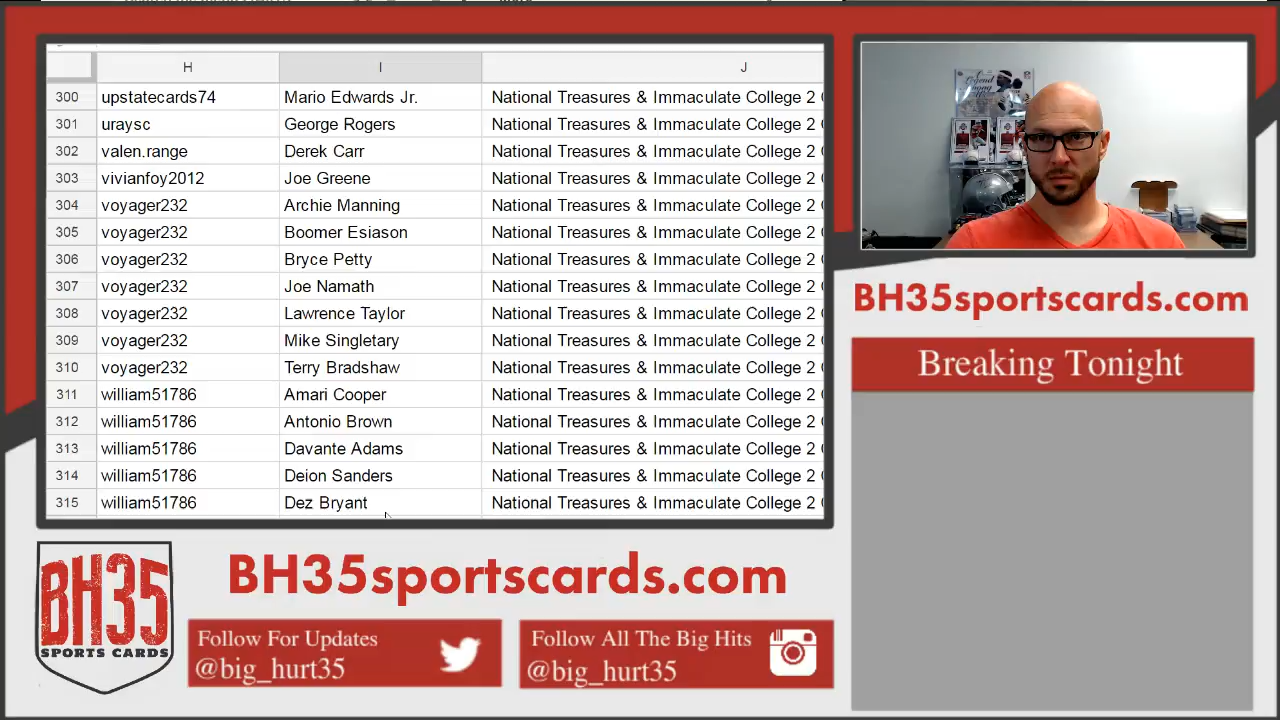 H I J
300 upstatecards74 Mario Edwards Jr. National Treasures & Immaculate College 2
301 uraysc George Rogers National Treasures & Immaculate College 2
302 valen.range Derek Carr National Treasures & Immaculate College 2
303 vivianfoy2012 Joe Greene National Treasures & Immaculate College 2
304 voyager232 Archie Manning National Treasures & Immaculate College 2
305 voyager232 Boomer Esiason National Treasures & Immaculate College 2
306 voyager232 Bryce Petty National Treasures & Immaculate College 2
307 voyager232 Joe Namath National Treasures & Immaculate College 2
308 voyager232 Lawrence Taylor National Treasures & Immaculate College 2
309 voyager232 Mike Singletary National Treasures & Immaculate College 2
310 voyager232 Terry Bradshaw National Treasures & Immaculate College 2
311 william51786 Amari Cooper National Treasures & Immaculate College 2
312 william51786 Antonio Brown National Treasures & Immaculate College 2
313 william51786 Davante Adams National Treasures & Immaculate College 2
314 william51786 Deion Sanders National Treasures & Immaculate College 2
315 william51786 Dez Bryant National Treasures & Immaculate College 2
Legend
BH35sportscards.com
Breaking Tonight
BH35
SPORTS CARDS
BH35sportscards.com
Follow For Updates
@big_hurt35
Follow All The Big Hits
@big_hurt35